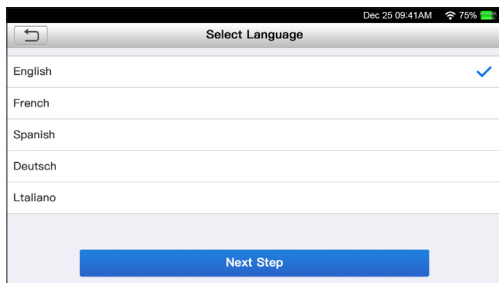 Dec 25 09:41AM 75%
Select Language
English
French
Spanish
Deutsch
Ltaliano
Next Step